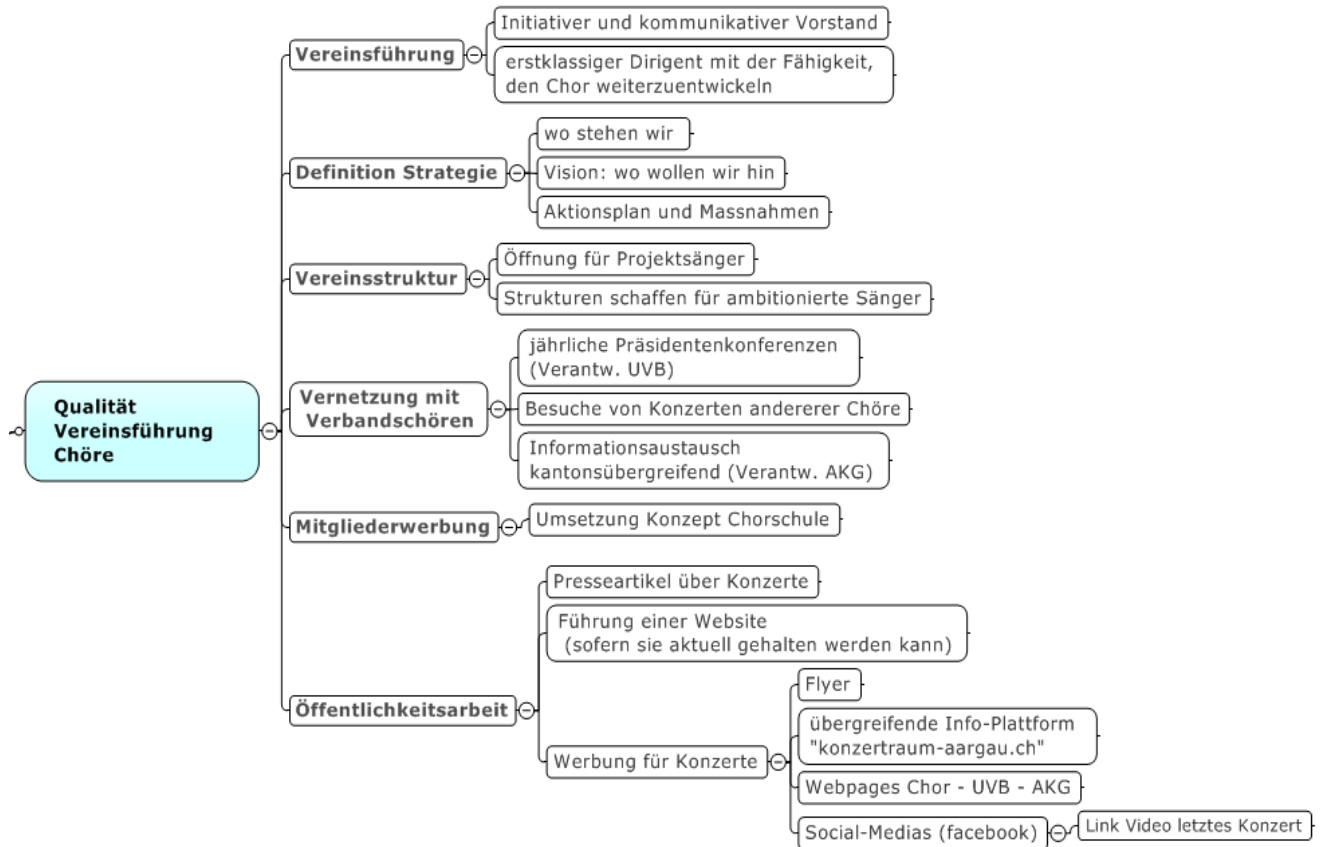 Qualität
Vereinsführung
Chöre
Vereinsführung
Initiativer und kommunikativer Vorstand
erstklassiger Dirigent mit der Fähigkeit,
den Chor weiterzuentwickeln
Definition Strategie
wo stehen wir
Vision: wo wollen wir hin
Aktionsplan und Massnahmen
Vereinsstruktur
Öffnung für Projektsänger
Strukturen schaffen für ambitionierte Sänger
Vernetzung mit
Verbandschören
jährliche Präsidentenkonferenzen
(Verantw. UVB)
Besuche von Konzerten andererer Chöre
Informationsaustausch
kantonsübergreifend (Verantw. AKG)
Mitgliederwerbung
Umsetzung Konzept Chorschule
Öffentlichkeitsarbeit
Presseartikel über Konzerte
Führung einer Website
(sofern sie aktuell gehalten werden kann)
Werbung für Konzerte
Flyer
übergreifende Info-Plattform
"konzertraum-aargau.ch"
Webpages Chor - UVB - AKG
Social-Medias (facebook)
Link Video letztes Konzert